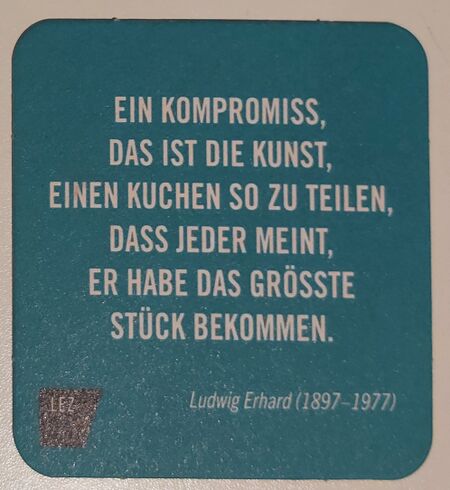 EIN KOMPROMISS,
DAS IST DIE KUNST,
EINEN KUCHEN SO ZU TEILEN,
DASS JEDER MEINT,
ER HABE DAS GRÖSSTE
STÜCK BEKOMMEN.
Ludwig Erhard (1897–1977)
LEZ